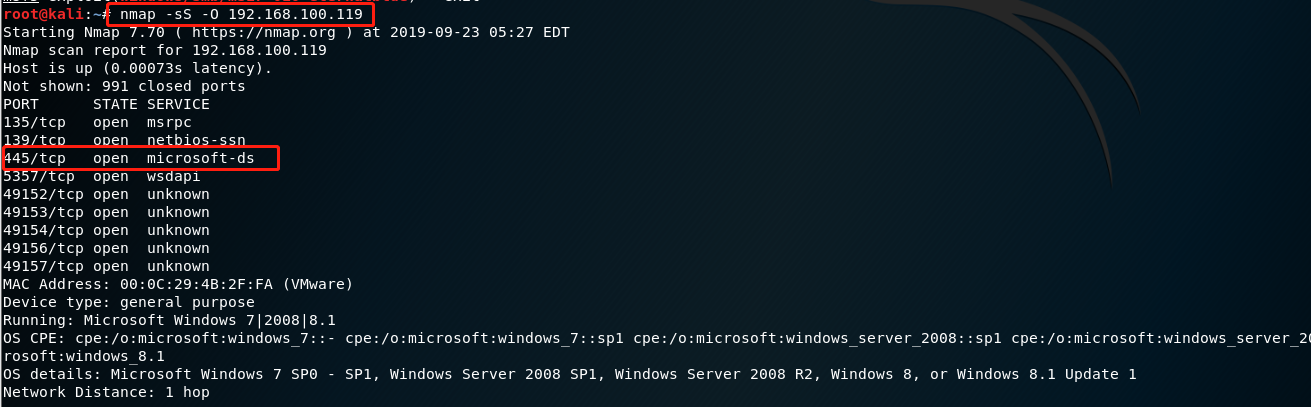 root@kali:~# nmap -sS -O 192.168.100.119
Starting Nmap 7.70 ( https://nmap.org ) at 2019-09-23 05:27 EDT
Nmap scan report for 192.168.100.119
Host is up (0.00073s latency).
Not shown: 991 closed ports
PORT      STATE SERVICE
135/tcp   open  msrpc
139/tcp   open  netbios-ssn
445/tcp   open  microsoft-ds
5357/tcp  open  wsdapi
49152/tcp open  unknown
49153/tcp open  unknown
49154/tcp open  unknown
49156/tcp open  unknown
49157/tcp open  unknown
MAC Address: 00:0C:29:4B:2F:FA (VMware)
Device type: general purpose
Running: Microsoft Windows 7|2008|8.1
OS CPE: cpe:/o:microsoft:windows_7::- cpe:/o:microsoft:windows_7::sp1 cpe:/o:microsoft:windows_server_2008::sp1 cpe:/o:microsoft:windows_server_20
rosoft:windows_8.1
OS details: Microsoft Windows 7 SP0 - SP1, Windows Server 2008 SP1, Windows Server 2008 R2, Windows 8, or Windows 8.1 Update 1
Network Distance: 1 hop